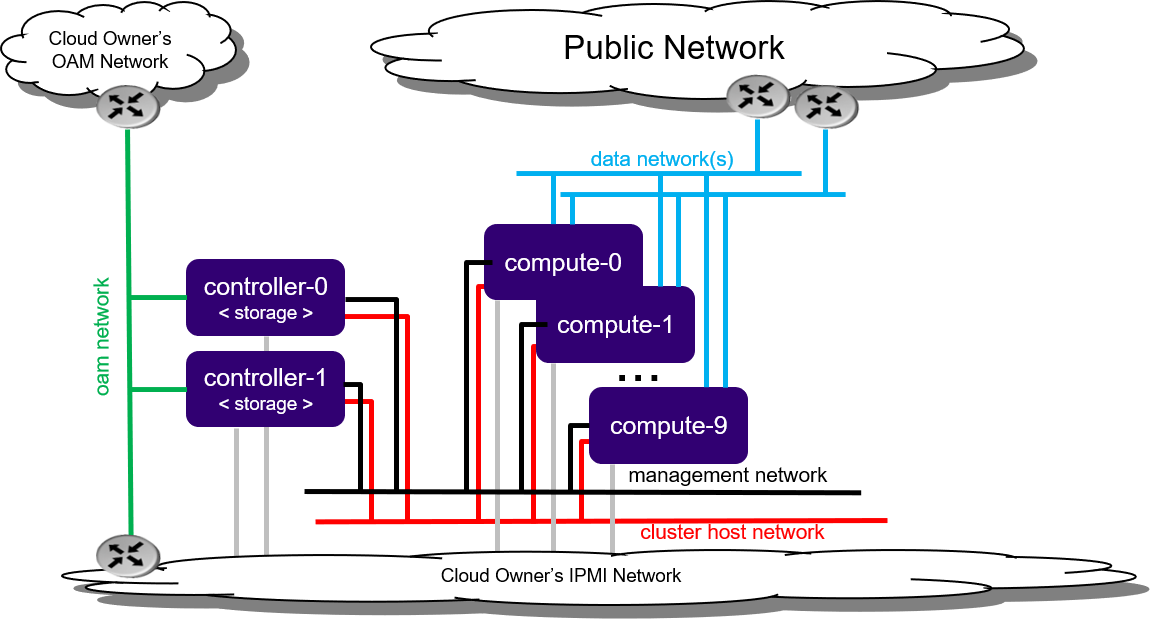 Cloud Owner’s
OAM Network
Public Network
data network(s)
oam network
controller-0
< storage >
controller-1
< storage >
compute-0
compute-1
...
compute-9
management network
cluster host network
Cloud Owner’s IPMI Network